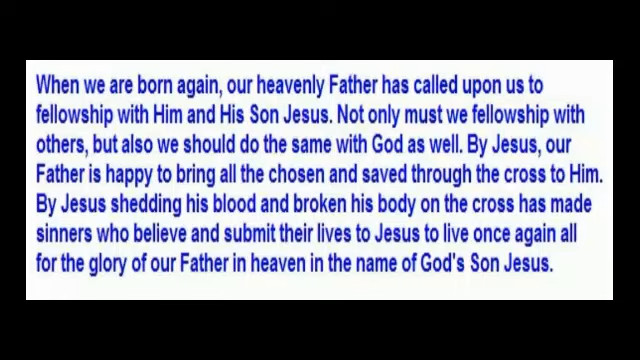 When we are born again, our heavenly Father has called upon us to
fellowship with Him and His Son Jesus. Not only must we fellowship with
others, but also we should do the same with God as well. By Jesus, our
Father is happy to bring all the chosen and saved through the cross to Him.
By Jesus shedding his blood and broken his body on the cross has made
sinners who believe and submit their lives to Jesus to live once again all
for the glory of our Father in heaven in the name of God's Son Jesus.